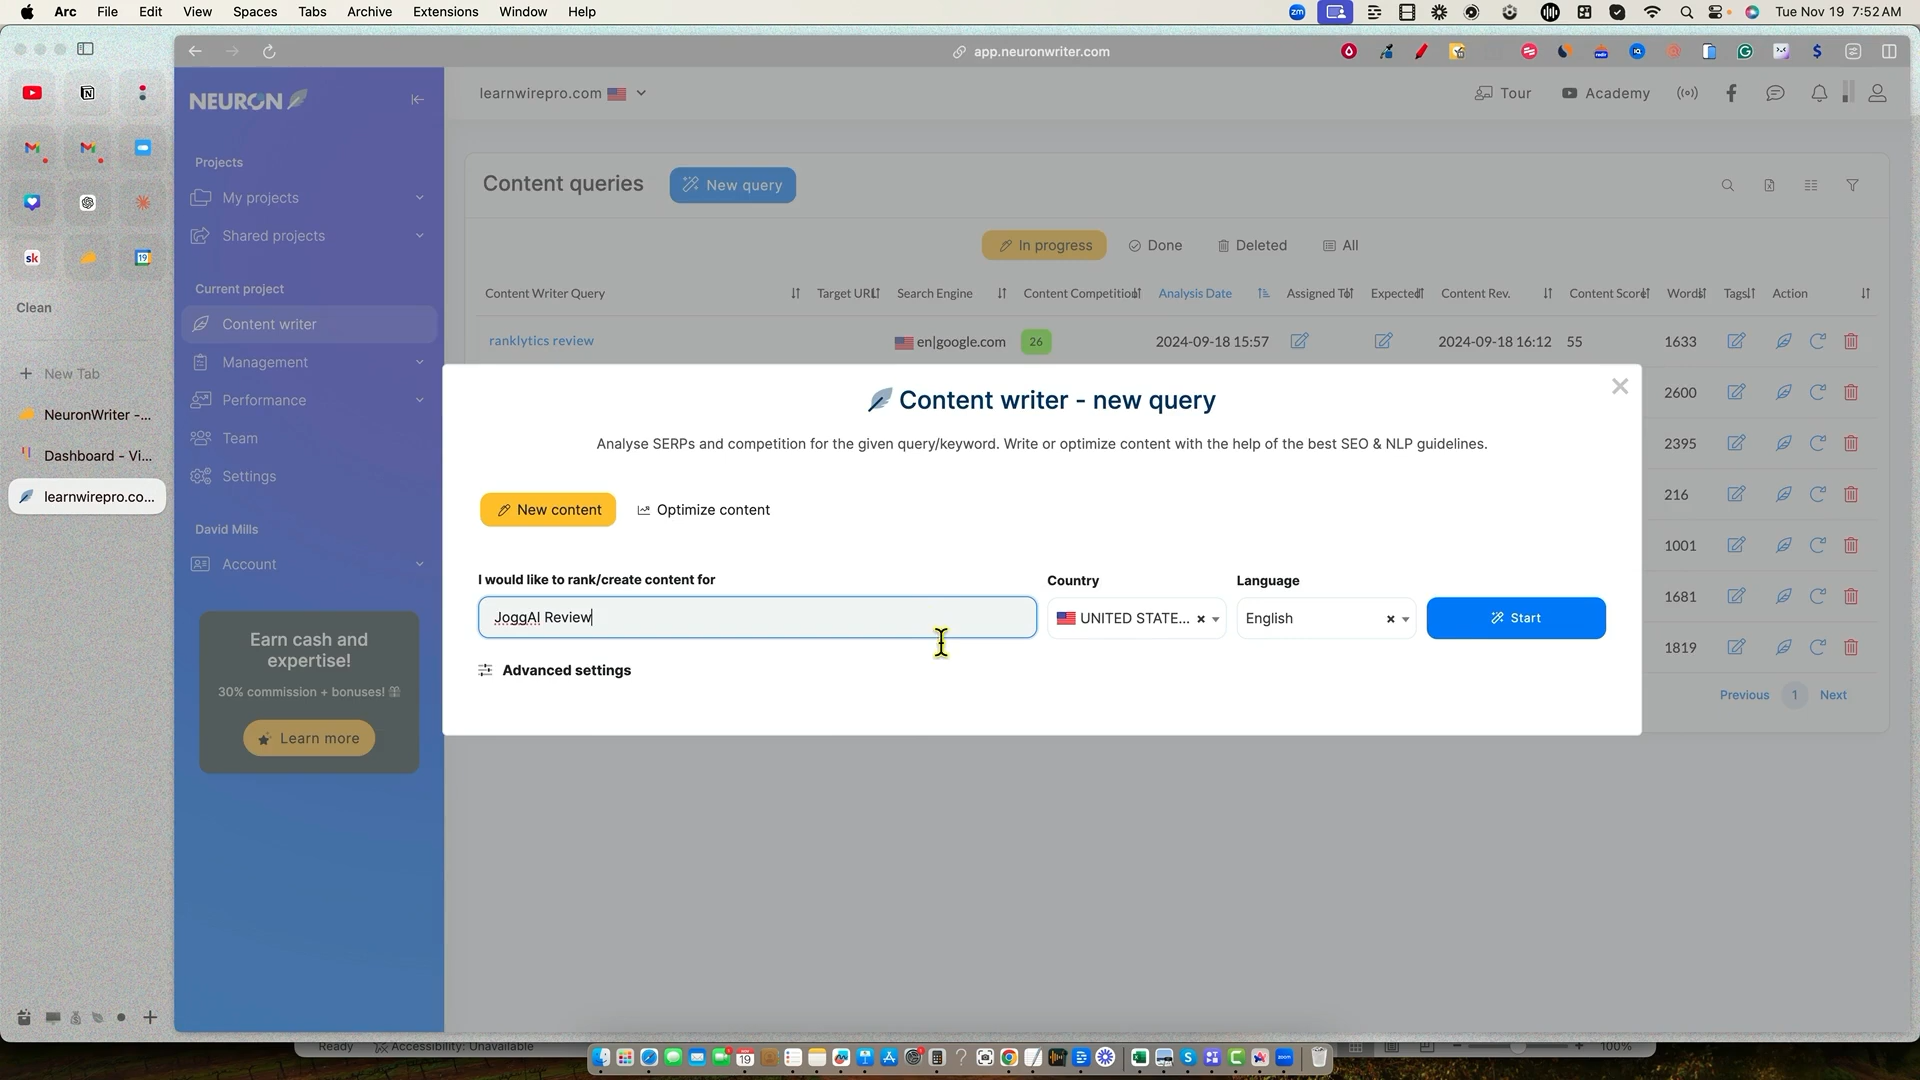 Arc File Edit View Spaces Tabs Archive Extensions Window Help
Tue Nov 19 7:52 AM
app.neuronwriter.com
NEURON
learnwirepro.com
Tour Academy
Projects
My projects
Shared projects
Current project
Content writer
Management
Performance
Team
Settings
David Mills
Account
Earn cash and
expertise!
30% commission + bonuses!
Learn more
Clean
New Tab
NeuronWriter -...
Dashboard - Vi...
learnwirepro.co...
Content queries New query
In progress Done Deleted All
Content Writer Query Target URL Search Engine Content Competition Analysis Date Assigned To Expected Content Rev. Content Score Words Tags Action
ranklytics review en|google.com 26 2024-09-18 15:57 2024-09-18 16:12 55 1633
2600
2395
216
1001
1681
1819
Previous 1 Next
Content writer - new query
Analyse SERPs and competition for the given query/keyword. Write or optimize content with the help of the best SEO & NLP guidelines.
New content Optimize content
I would like to rank/create content for Country Language
JoggAI Review UNITED STATE... English Start
Advanced settings
Ready Accessibility: Unavailable 100%